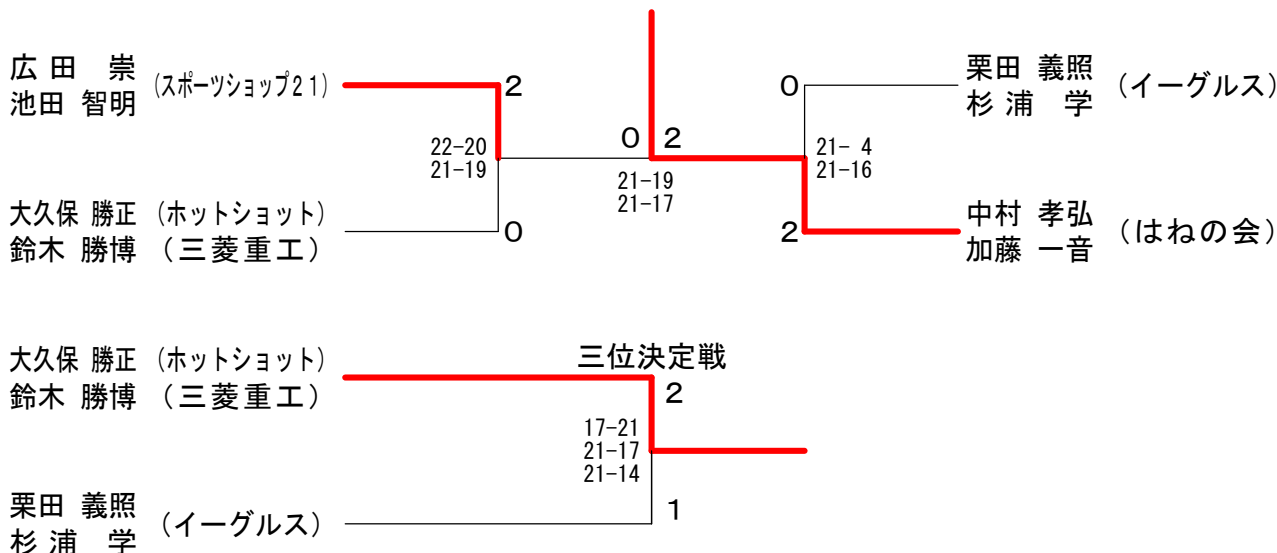 広田 崇 (スポーツショップ21)
池田 智明
2
22-20
21-19
大久保 勝正 (ホットショット)
鈴木 勝博 (三菱重工)
0
0 2
21-19
21-17
0
栗田 義照 (イーグルス)
杉浦 学
21- 4
21-16
2
中村 孝弘 (はねの会)
加藤 一音
大久保 勝正 (ホットショット)
鈴木 勝博 (三菱重工)
三位決定戦
2
17-21
21-17
21-14
1
栗田 義照 (イーグルス)
杉浦 学